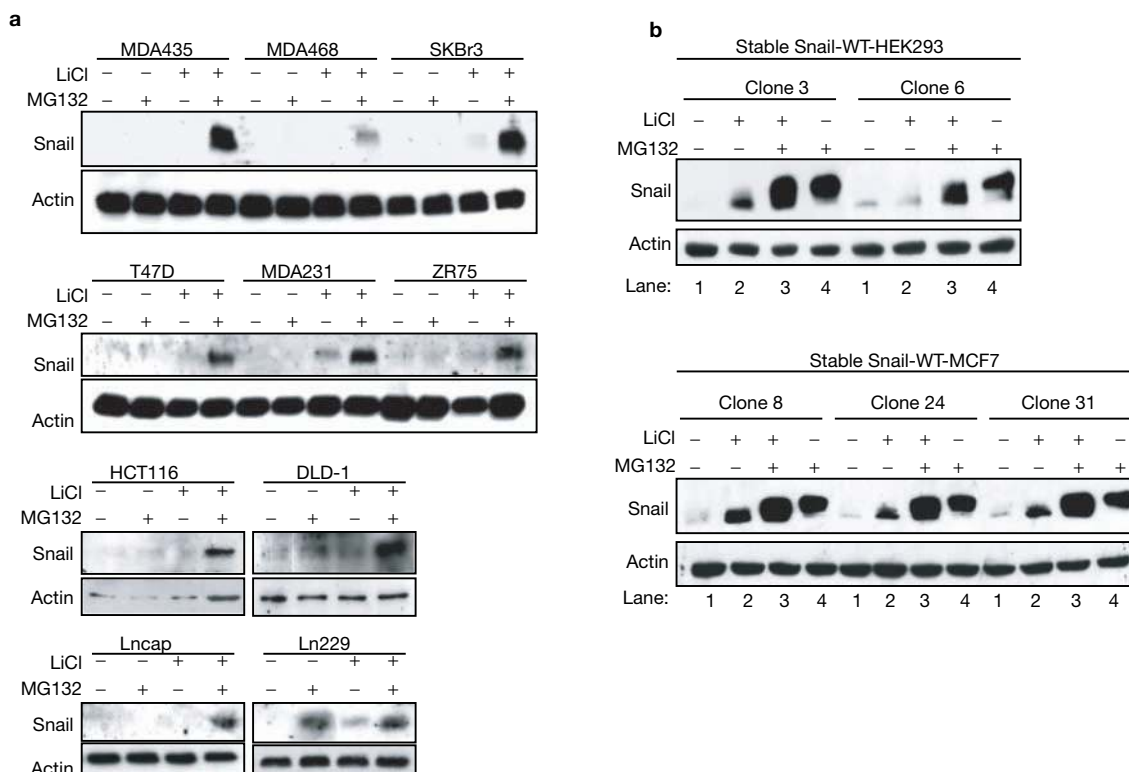 a
MDA435 MDA468 SKBr3
LiCl – – + + – – + + – – + +
MG132 – + – + – + – + – + – +
Snail
Actin
T47D MDA231 ZR75
LiCl – – + + – – + + – – + +
MG132 – + – + – + – + – + – +
Snail
Actin
HCT116 DLD-1
LiCl – – + + – – + +
MG132 – + – + – + – +
Snail
Actin
Lncap Ln229
LiCl – – + + – – + +
MG132 – + – + – + – +
Snail
Actin
b
Stable Snail-WT-HEK293
Clone 3 Clone 6
LiCl – + + – – + + –
MG132 – – + + – – + +
Snail
Actin
Lane: 1 2 3 4 1 2 3 4
Stable Snail-WT-MCF7
Clone 8 Clone 24 Clone 31
LiCl – + + – – + + – – + + –
MG132 – – + + – – + + – – + +
Snail
Actin
Lane: 1 2 3 4 1 2 3 4 1 2 3 4